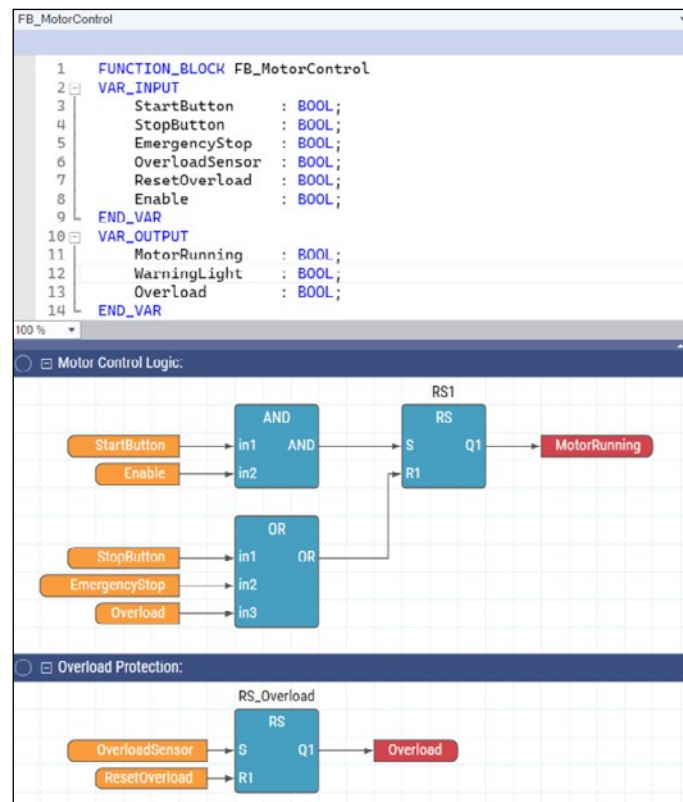 FB_MotorControl
1 FUNCTION_BLOCK FB_MotorControl
2 VAR_INPUT
3 StartButton : BOOL;
4 StopButton : BOOL;
5 EmergencyStop : BOOL;
6 OverloadSensor : BOOL;
7 ResetOverload : BOOL;
8 Enable : BOOL;
9 END_VAR
10 VAR_OUTPUT
11 MotorRunning : BOOL;
12 WarningLight : BOOL;
13 Overload : BOOL;
14 END_VAR
100 %
Motor Control Logic:
RS1
AND RS
StartButton in1 AND S Q1 MotorRunning
Enable in2 R1
OR
StopButton in1 OR
EmergencyStop in2
Overload in3
Overload Protection:
RS_Overload
RS
OverloadSensor S Q1 Overload
ResetOverload R1